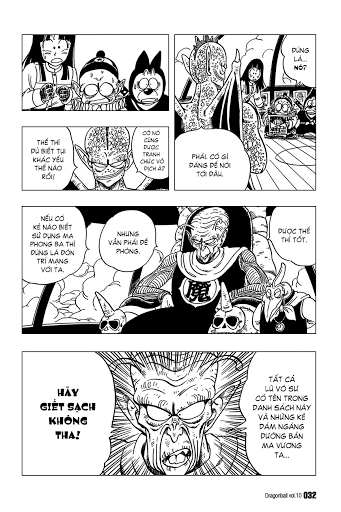 ĐÚNG
LÀ...
NÓ?
PHẢI. CÓ GÌ
ĐÁNG ĐỂ NÓI
TỚI ĐÂU.
CÓ NÓ
CŨNG
ĐƯỢC
TRANH
CHỨC VÔ
ĐỊCH À?
THẾ THÌ
ĐỦ BIẾT TỤI
KHÁC YẾU
THẾ NÀO
RỒI!
ĐƯỢC THẾ
THÌ TỐT.
NHƯNG
VẪN PHẢI ĐỀ
PHÒNG.
NẾU CÓ
KẺ NÀO BIẾT
SỬ DỤNG MA
PHONG BA THÌ
ĐÚNG LÀ ĐÓN
TRÍ MẠNG
VỚI TA.
魔
TẤT CẢ
LŨ VÕ SƯ
CÓ TÊN TRONG
DANH SÁCH NÀY
VÀ NHỮNG KẺ
DÁM NGÁNG
ĐƯỜNG BÁN
MA VƯƠNG
TA...
HÃY
GIẾT SẠCH
KHÔNG
THA!
Dragonball vol.10 032